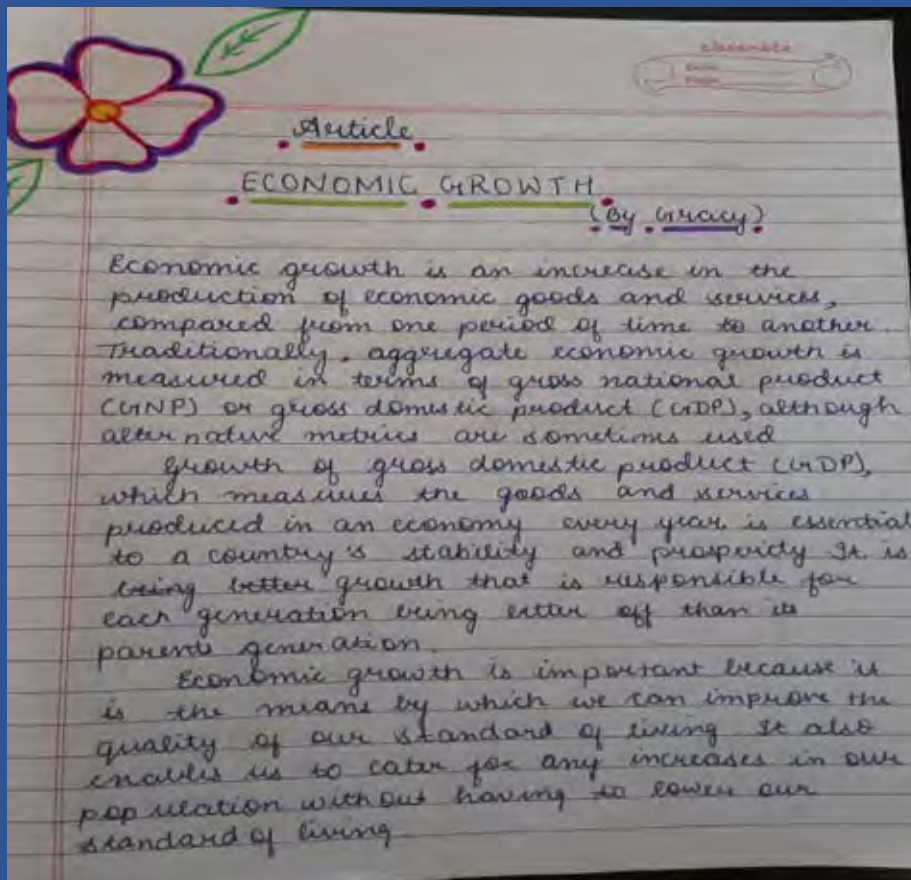 classmate
Date
Page
Article
ECONOMIC GROWTH
(By Gracy)
Economic growth is an increase in the
production of economic goods and services,
compared from one period of time to another.
Traditionally, aggregate economic growth is
measured in terms of gross national product
(GNP) or gross domestic product (GDP), although
alternative metrics are sometimes used
Growth of gross domestic product (GDP),
which measures the goods and services
produced in an economy every year, is essential
to a country's stability and prosperity It is
being better growth that is responsible for
each generation being etter off than its
parents generation.
Economic growth is important because it
is the means by which we can improve the
quality of our standard of living It also
enables us to cater for any increases in our
population without having to lower our
standard of living